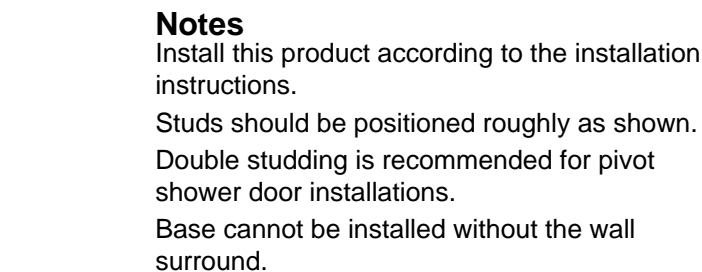 Notes
Install this product according to the installation
instructions.
Studs should be positioned roughly as shown.
Double studding is recommended for pivot
shower door installations.
Base cannot be installed without the wall
surround.